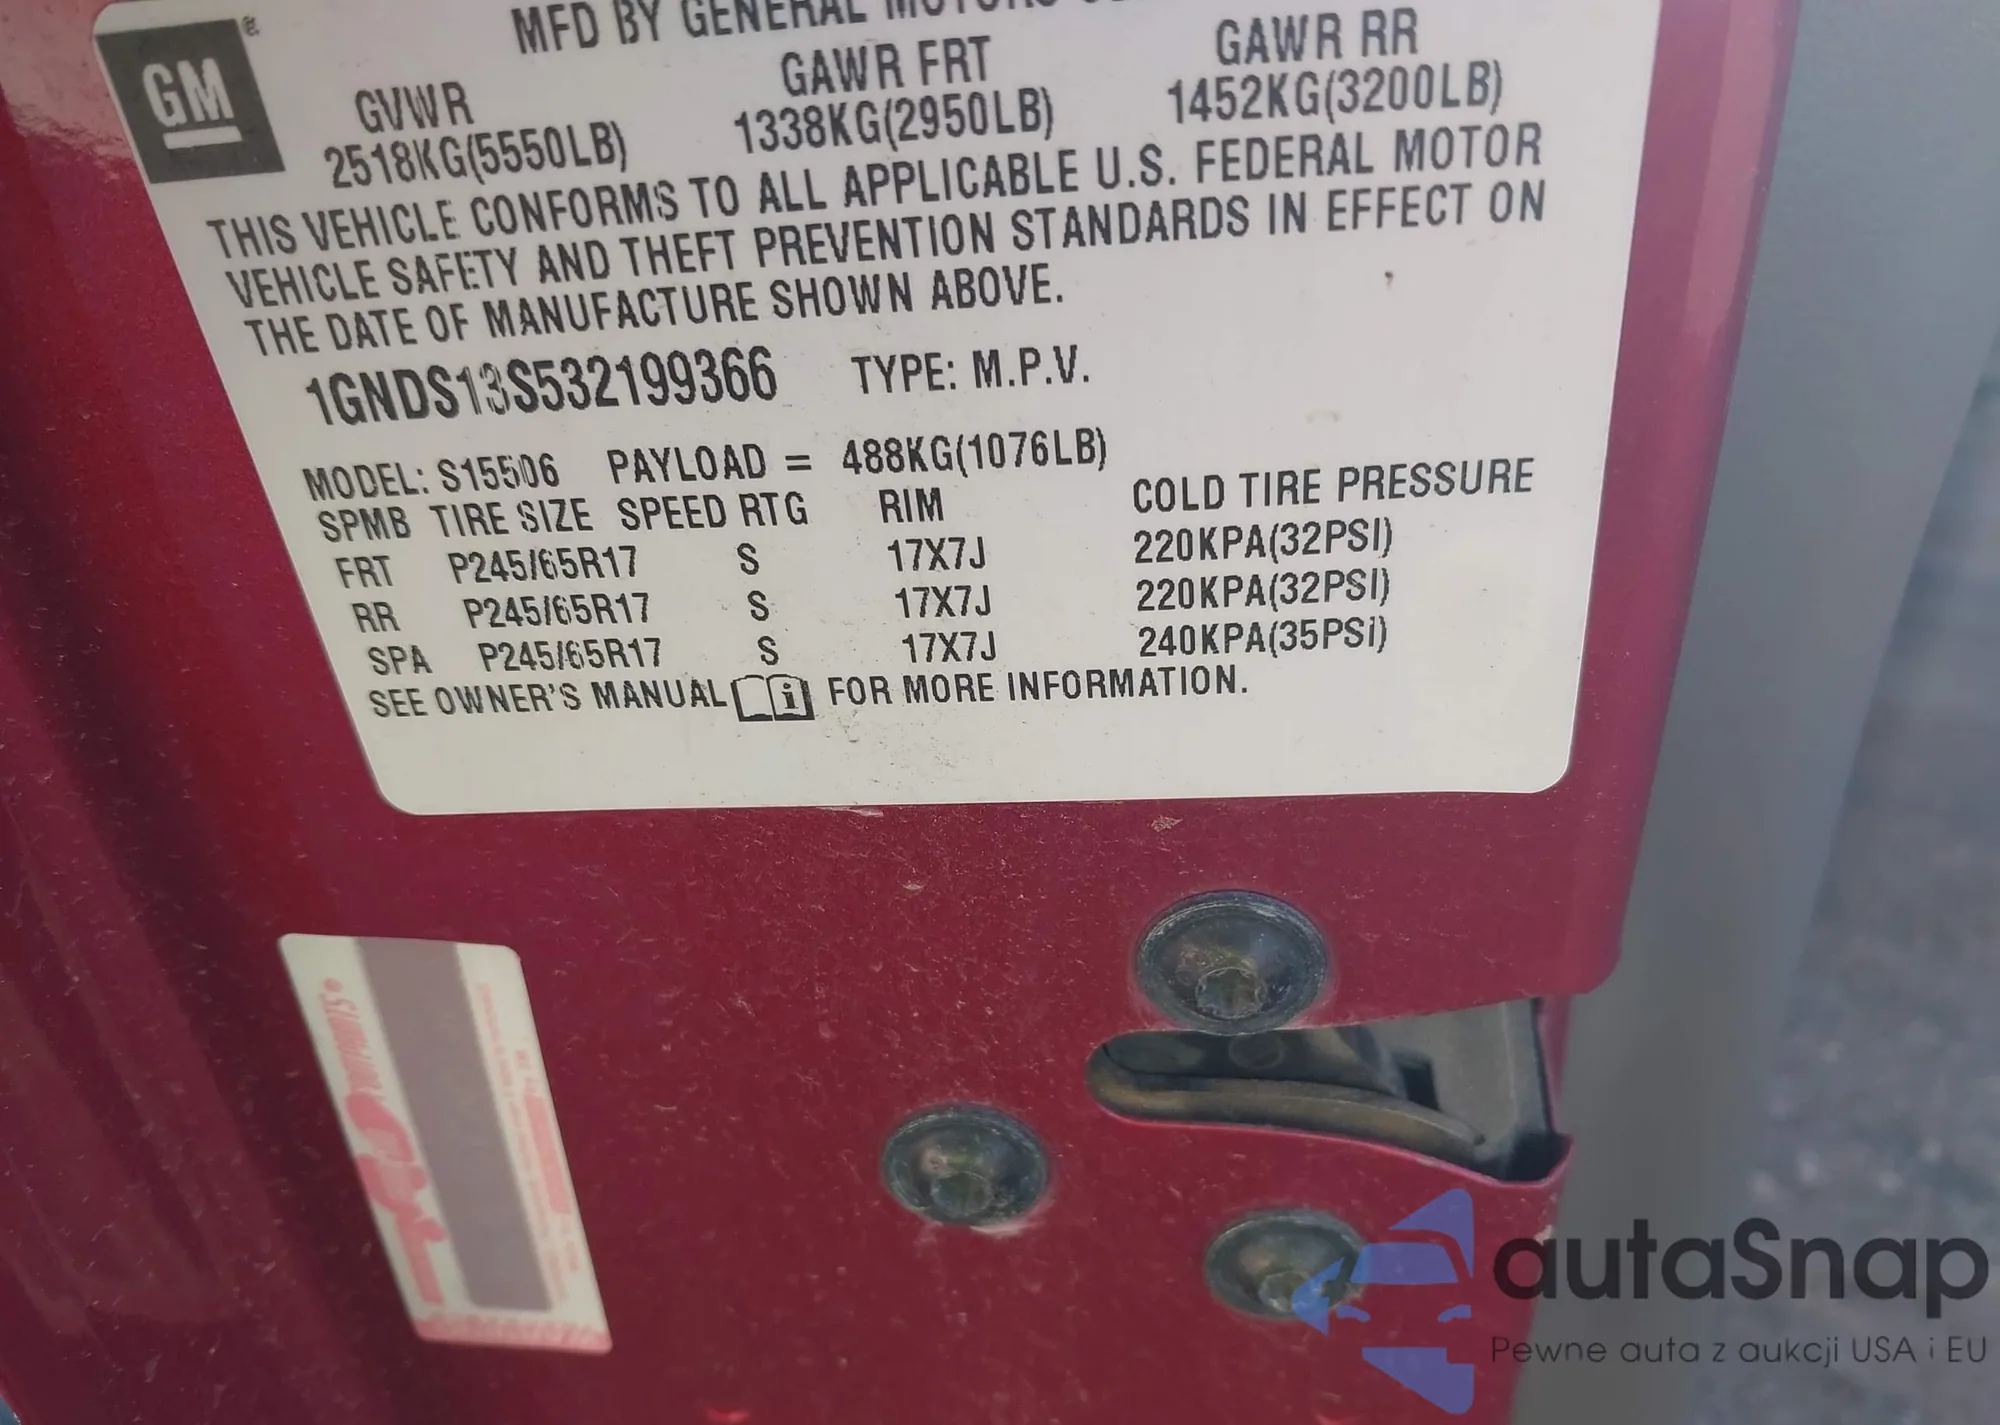 GM
MFD BY GENERAL MOTORS
GVWR GAWR FRT GAWR RR
2518KG(5550LB) 1338KG(2950LB) 1452KG(3200LB)
THIS VEHICLE CONFORMS TO ALL APPLICABLE U.S. FEDERAL MOTOR
VEHICLE SAFETY AND THEFT PREVENTION STANDARDS IN EFFECT ON
THE DATE OF MANUFACTURE SHOWN ABOVE.
1GNDS13S532199366 TYPE: M.P.V.
MODEL: S15506 PAYLOAD = 488KG(1076LB)
SPMB TIRE SIZE SPEED RTG RIM COLD TIRE PRESSURE
FRT P245/65R17 S 17X7J 220KPA(32PSI)
RR P245/65R17 S 17X7J 220KPA(32PSI)
SPA P245/65R17 S 17X7J 240KPA(35PSI)
SEE OWNER'S MANUAL FOR MORE INFORMATION.
autaSnap
Pewne auta z aukcji USA i EU